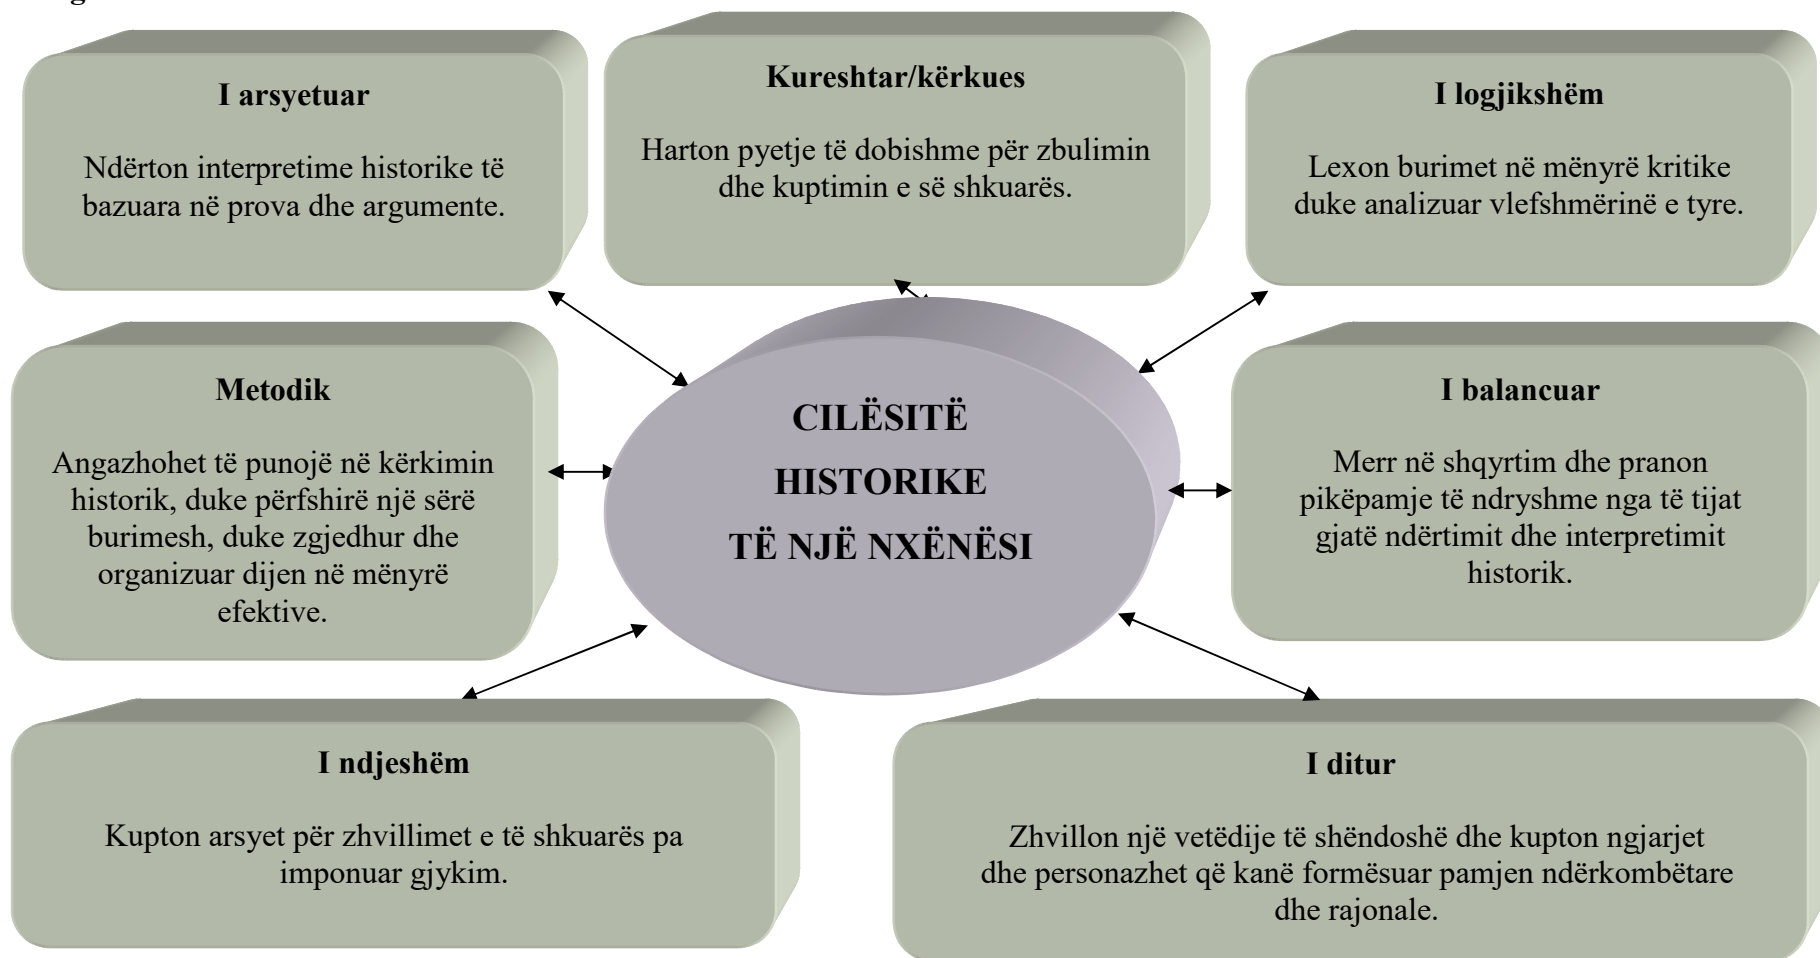 I arsyetuar
Ndërton interpretime historike të
bazuara në prova dhe argumente.
Kureshtar/kërkues
Harton pyetje të dobishme për zbulimin
dhe kuptimin e së shkuarës.
I logjikshëm
Lexon burimet në mënyrë kritike
duke analizuar vlefshmërinë e tyre.
Metodik
Angazhohet të punojë në kërkimin
historik, duke përfshirë një sërë
burimesh, duke zgjedhur dhe
organizuar dijen në mënyrë
efektive.
CILËSITË
HISTORIKE
TË NJË NXËNËSI
I balancuar
Merr në shqyrtim dhe pranon
pikëpamje të ndryshme nga të tijat
gjatë ndërtimit dhe interpretimit
historik.
I ndjeshëm
Kupton arsyet për zhvillimet e të shkuarës pa
imponuar gjykim.
I ditur
Zhvillon një vetëdije të shëndoshë dhe kupton ngjarjet
dhe personazhet që kanë formësuar pamjen ndërkombëtare
dhe rajonale.